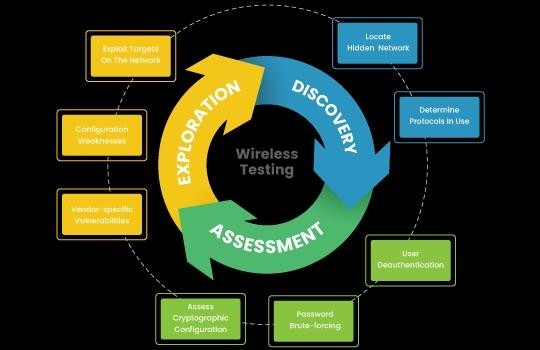 Exploit Targets
On The Network
Locate
Hidden Network
EXPLORATION
DISCOVERY
Determine
Protocols In Use
Configuration
Weaknesses
Wireless
Testing
Vendor-specific
Vulnerabilities
ASSESSMENT
User
Deauthentication
Assess
Cryptographic
Configuration
Password
Brute-forcing